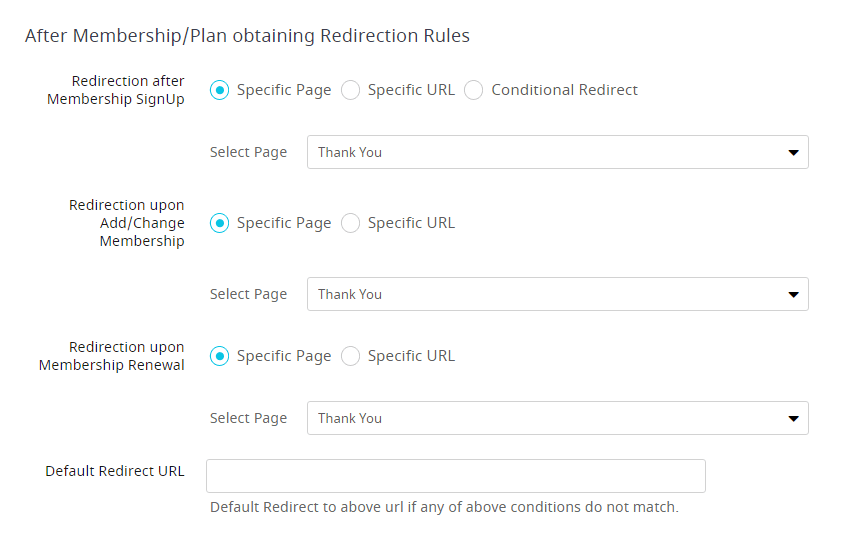 After Membership/Plan obtaining Redirection Rules
Redirection after
Membership SignUp
Specific Page Specific URL Conditional Redirect
Select Page Thank You
Redirection upon
Add/Change
Membership
Specific Page Specific URL
Select Page Thank You
Redirection upon
Membership Renewal
Specific Page Specific URL
Select Page Thank You
Default Redirect URL
Default Redirect to above url if any of above conditions do not match.